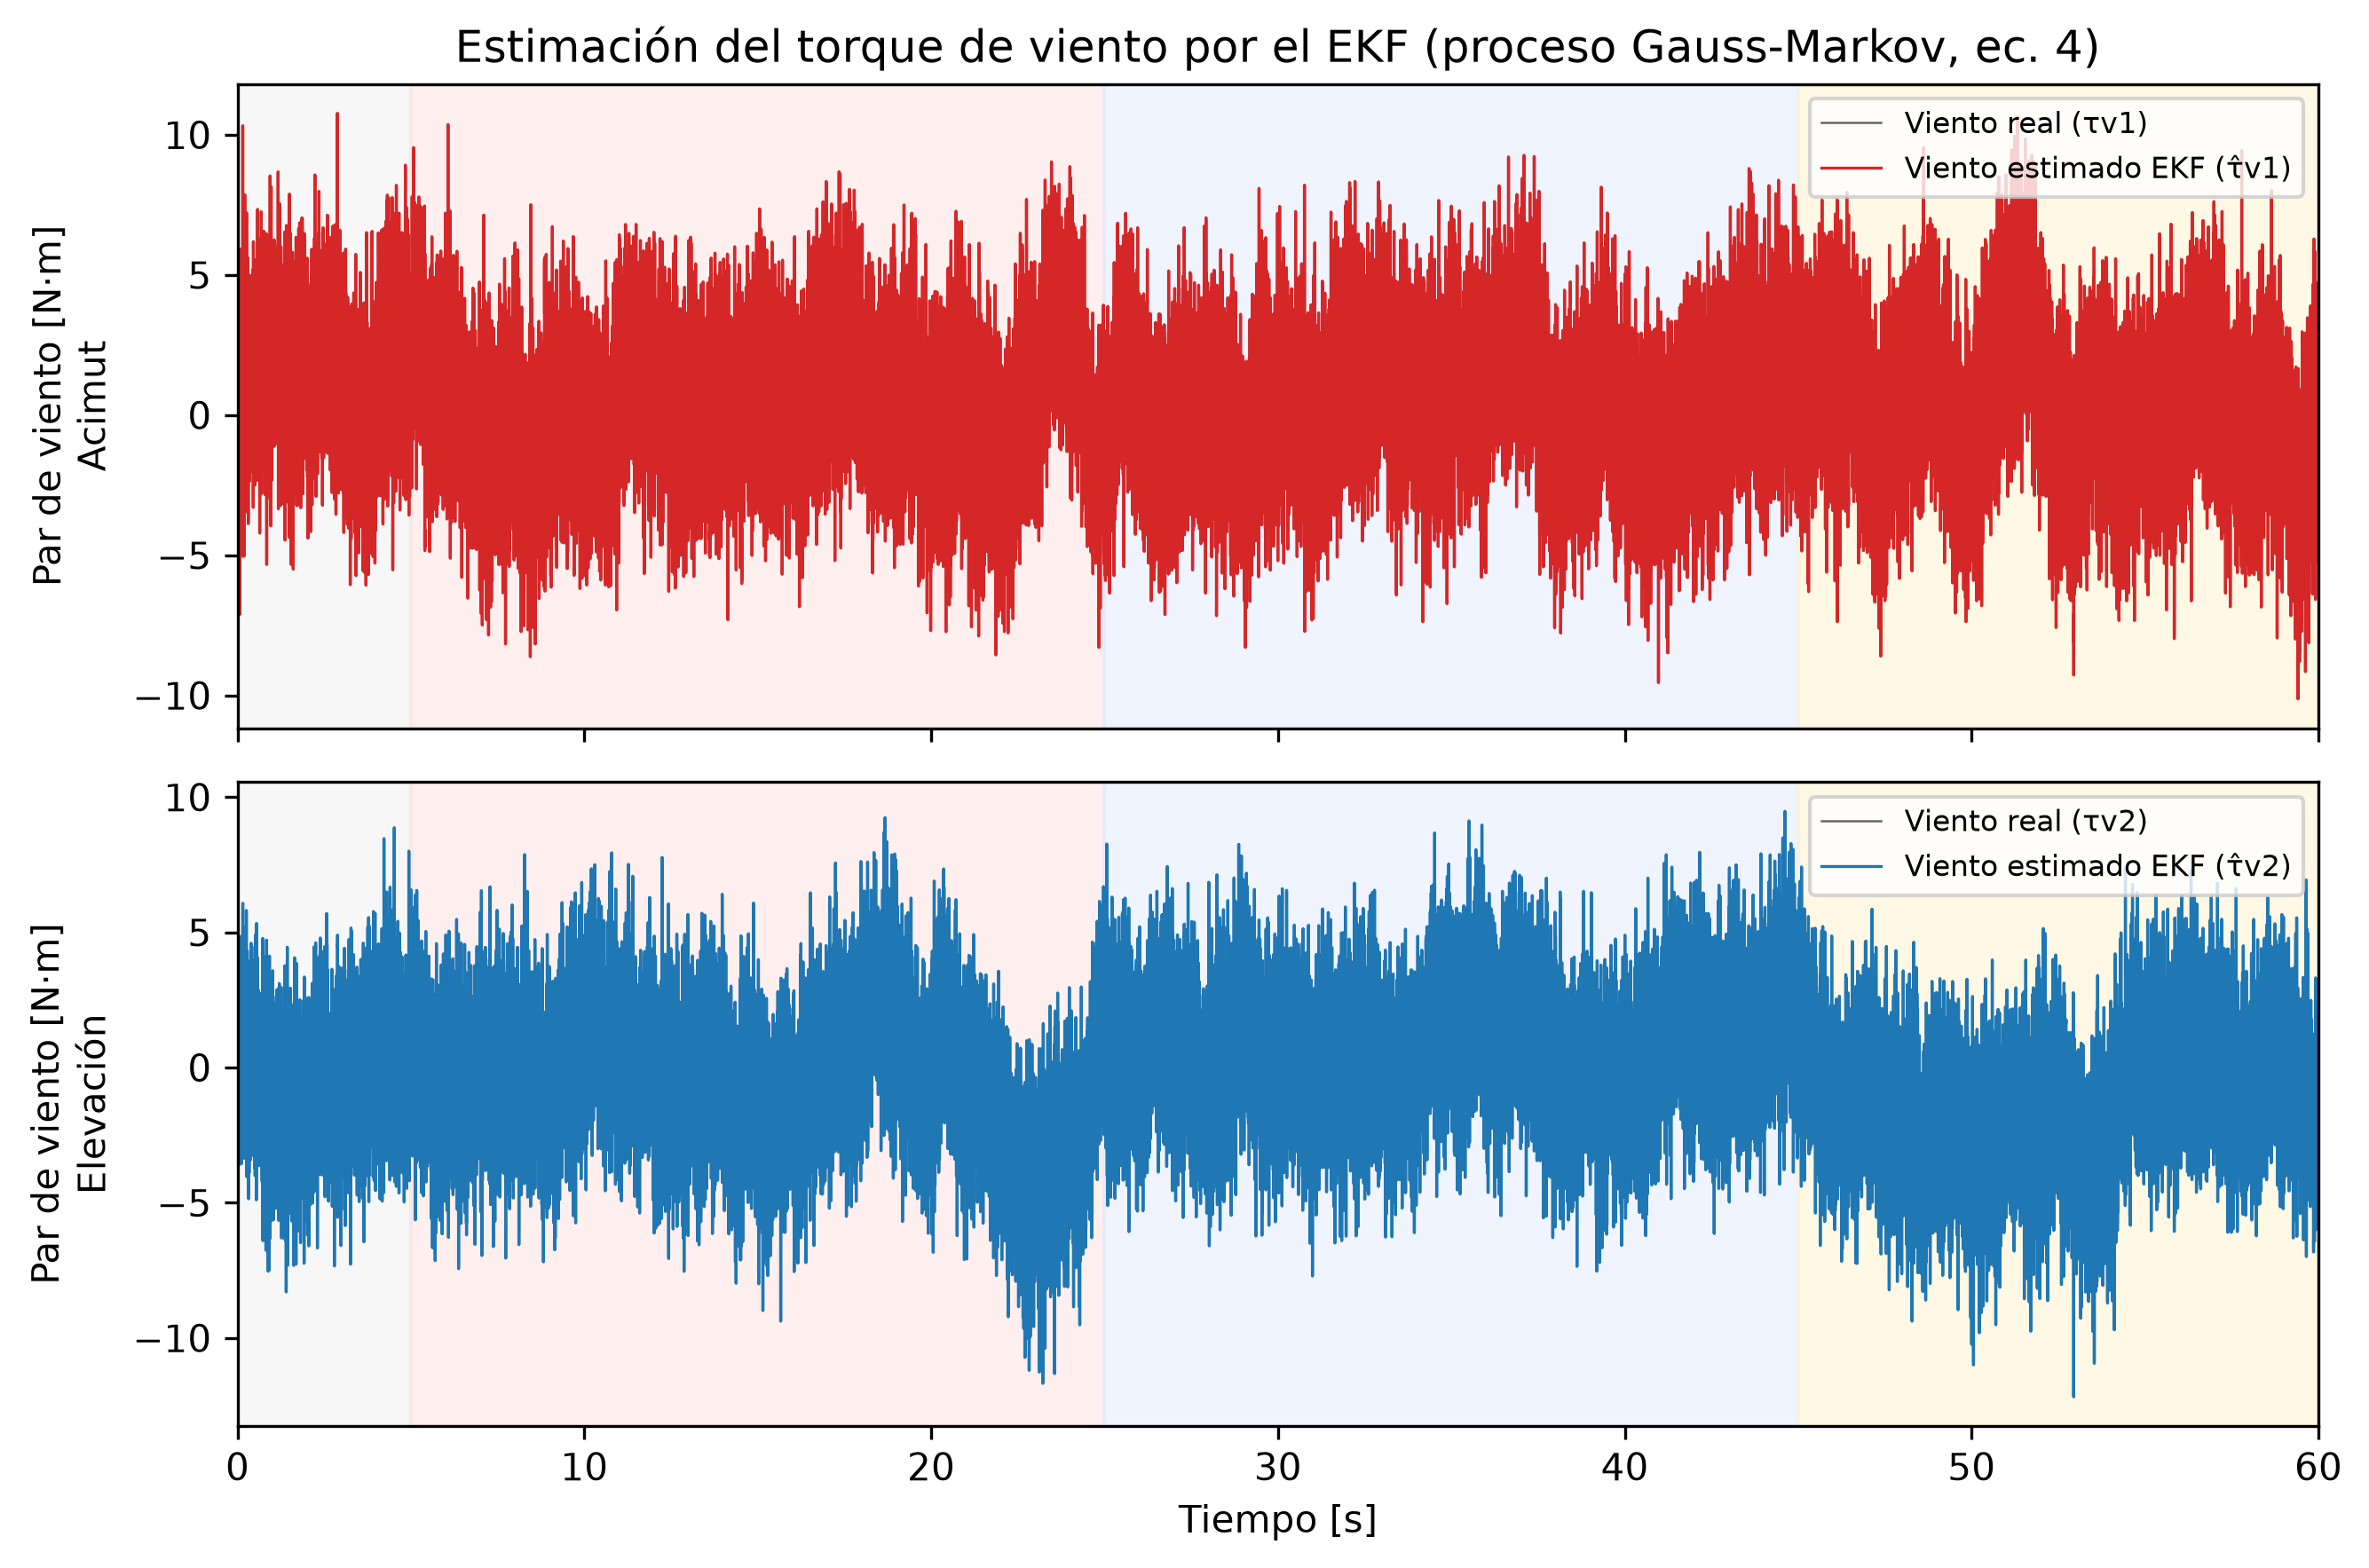 Estimación del torque de viento por el EKF (proceso Gauss-Markov, ec. 4)
Par de viento [N·m]
Acimut
10
5
0
−5
−10
Viento real (τv1)
Viento estimado EKF (τ̂v1)
Par de viento [N·m]
Elevación
10
5
0
−5
−10
Viento real (τv2)
Viento estimado EKF (τ̂v2)
0 10 20 30 40 50 60
Tiempo [s]